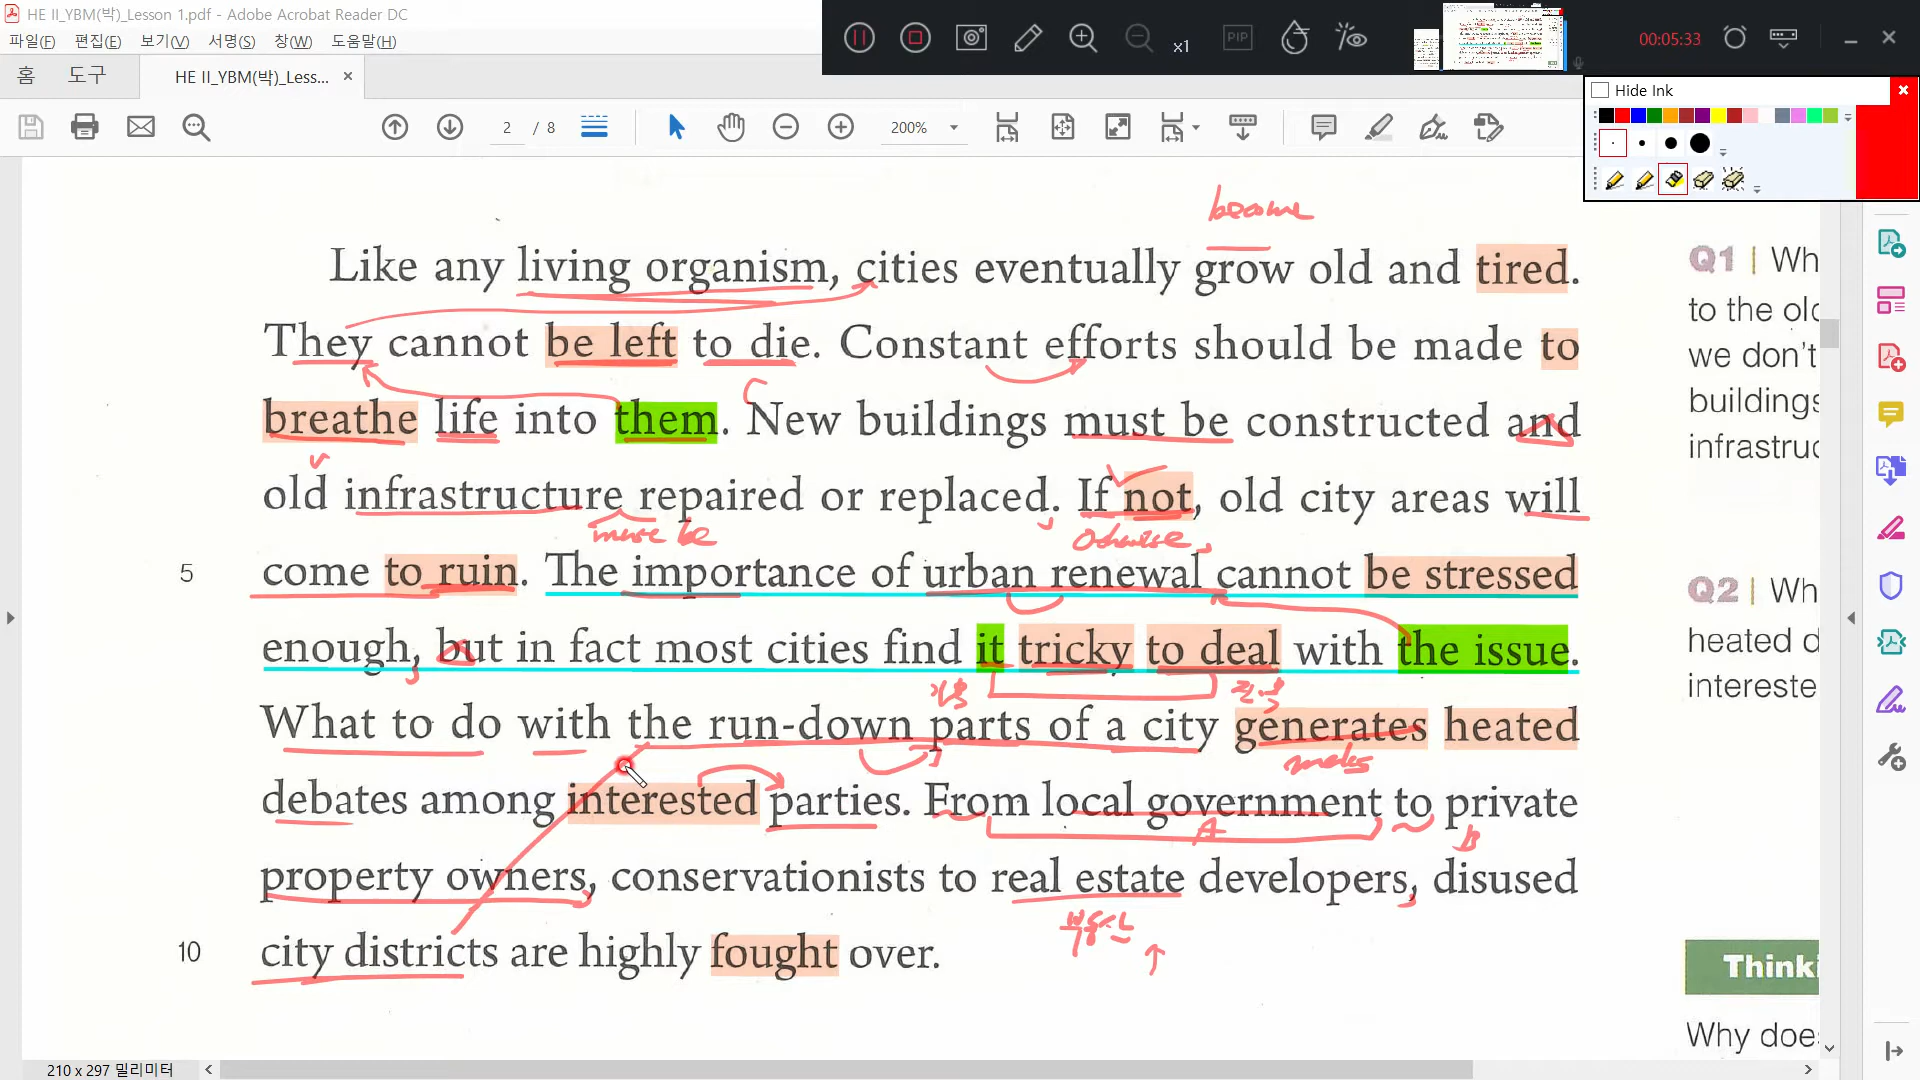 HE II_YBM(박)_Lesson 1.pdf - Adobe Acrobat Reader DC
파일(F) 편집(E) 보기(V) 서명(S) 창(W) 도움말(H)
x1
PIP
00:05:33
홈 도구 HE II_YBM(박)_Less... ×
Hide Ink
2 / 8
200%
become
Like any living organism, cities eventually grow old and tired.
They cannot be left to die. Constant efforts should be made to
breathe life into them. New buildings must be constructed and
old infrastructure repaired or replaced. If not, old city areas will
must be
otherwise,
5 come to ruin. The importance of urban renewal cannot be stressed
enough, but in fact most cities find it tricky to deal with the issue.
What to do with the run-down parts of a city generates heated
makes
debates among interested parties. From local government to private
A
B
property owners, conservationists to real estate developers, disused
부동산
10 city districts are highly fought over.
Q1 | Wh
to the old
we don't
buildings
infrastruc
Q2 | Wh
heated d
intereste
Thinki
Why doe
210 x 297 밀리미터